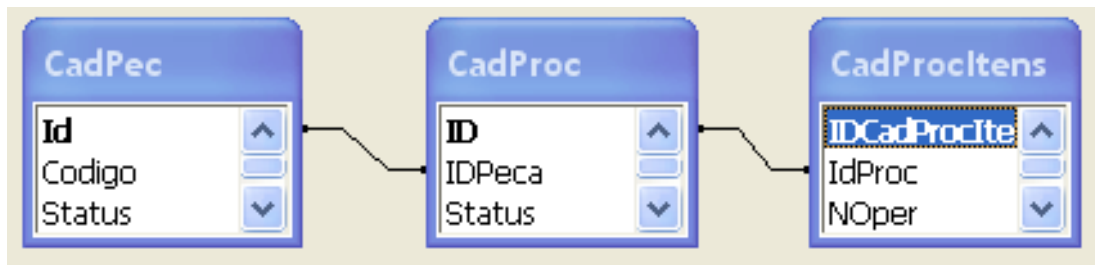 CadPec
Id
Codigo
Status
CadProc
ID
IDPeca
Status
CadProcItens
IDCadProcIte
IdProc
NOper